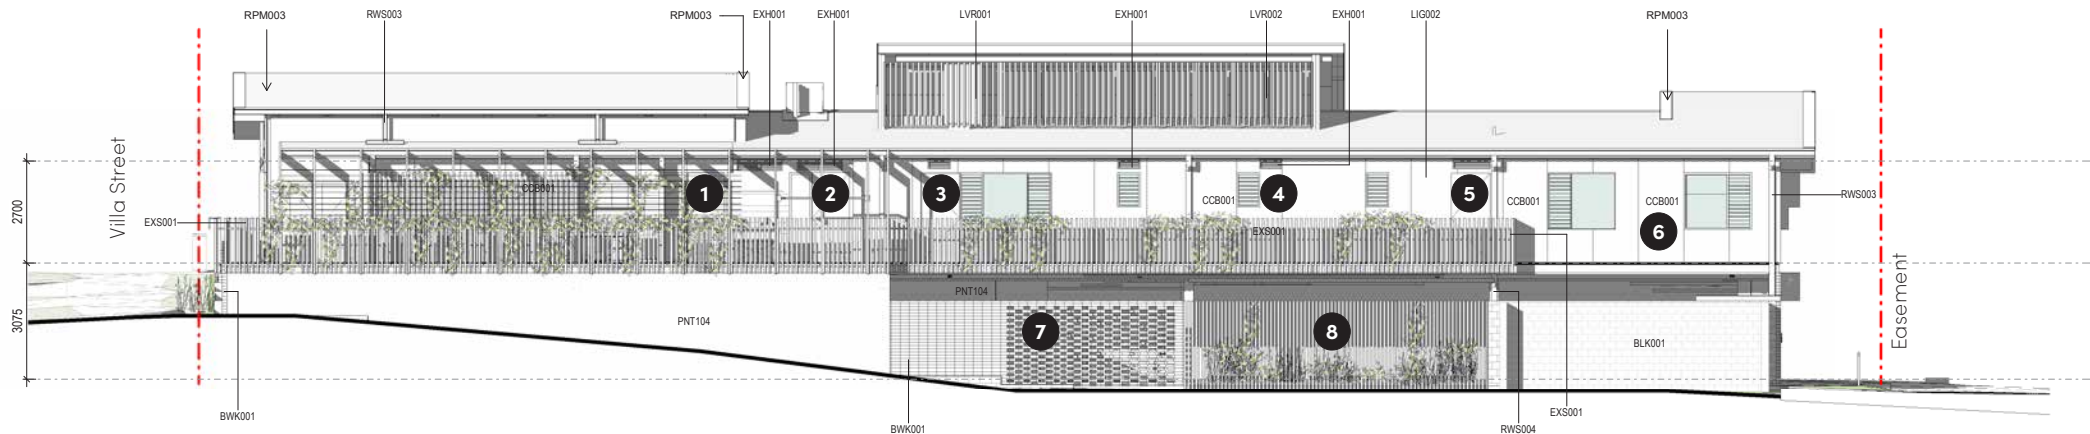 RPM003 RWS003 RPM003 EXH001 EXH001 LVR001 EXH001 LVR002 EXH001 LIG002 RPM003
Villa Street
2700
3075
EXS001
CCB001
1
2
3
4
5
CCB001
CCB001
CCB001
6
RWS003
EXS001
Easement
PNT104
PNT104
7
8
BLK001
BWK001
BWK001
EXS001
RWS004